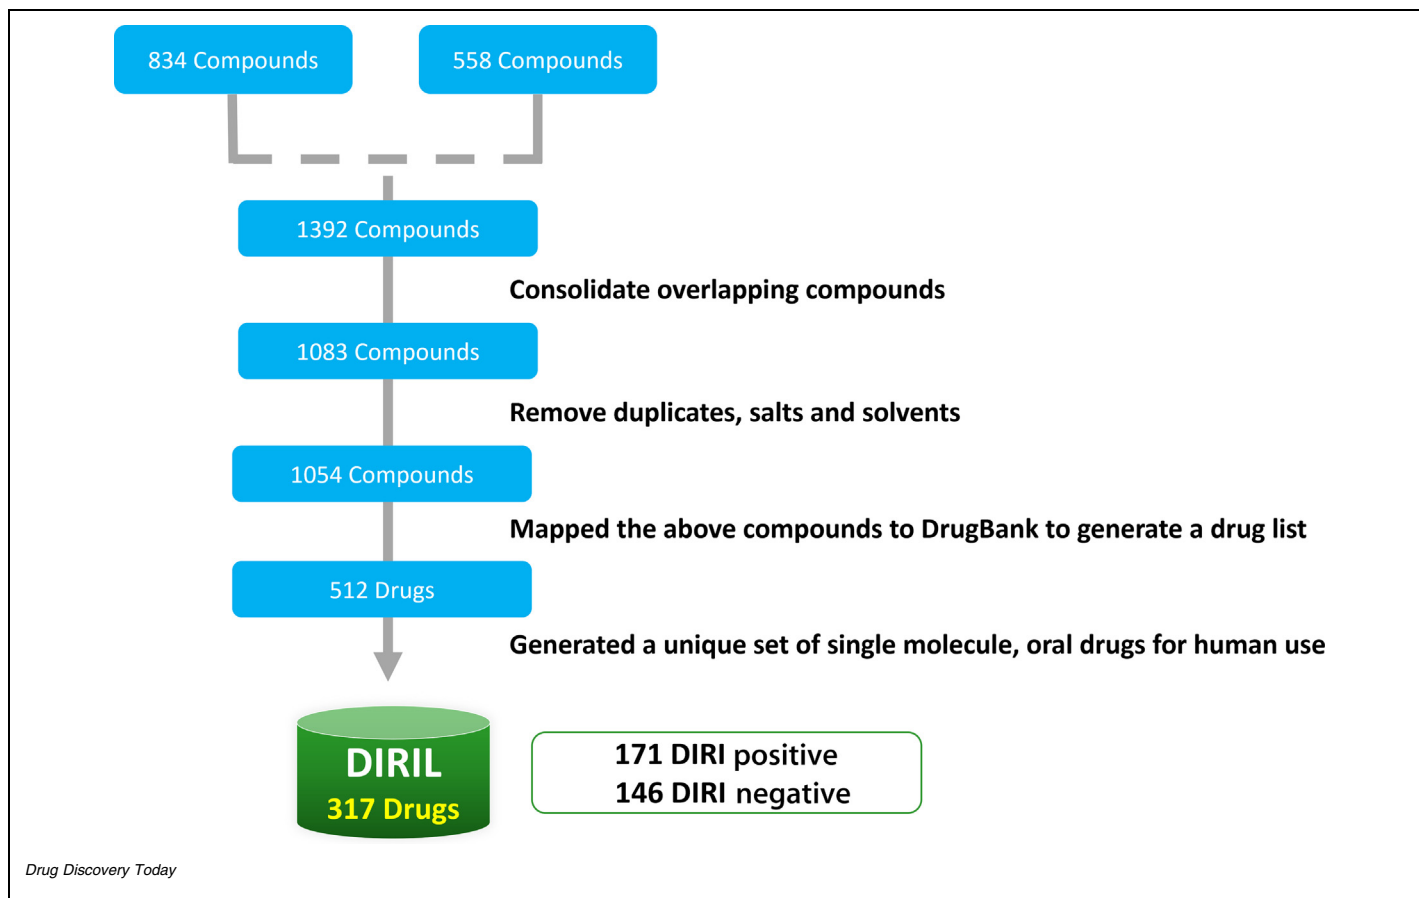 834 Compounds
558 Compounds
1392 Compounds
Consolidate overlapping compounds
1083 Compounds
Remove duplicates, salts and solvents
1054 Compounds
Mapped the above compounds to DrugBank to generate a drug list
512 Drugs
Generated a unique set of single molecule, oral drugs for human use
DIRIL
317 Drugs
171 DIRI positive
146 DIRI negative
Drug Discovery Today